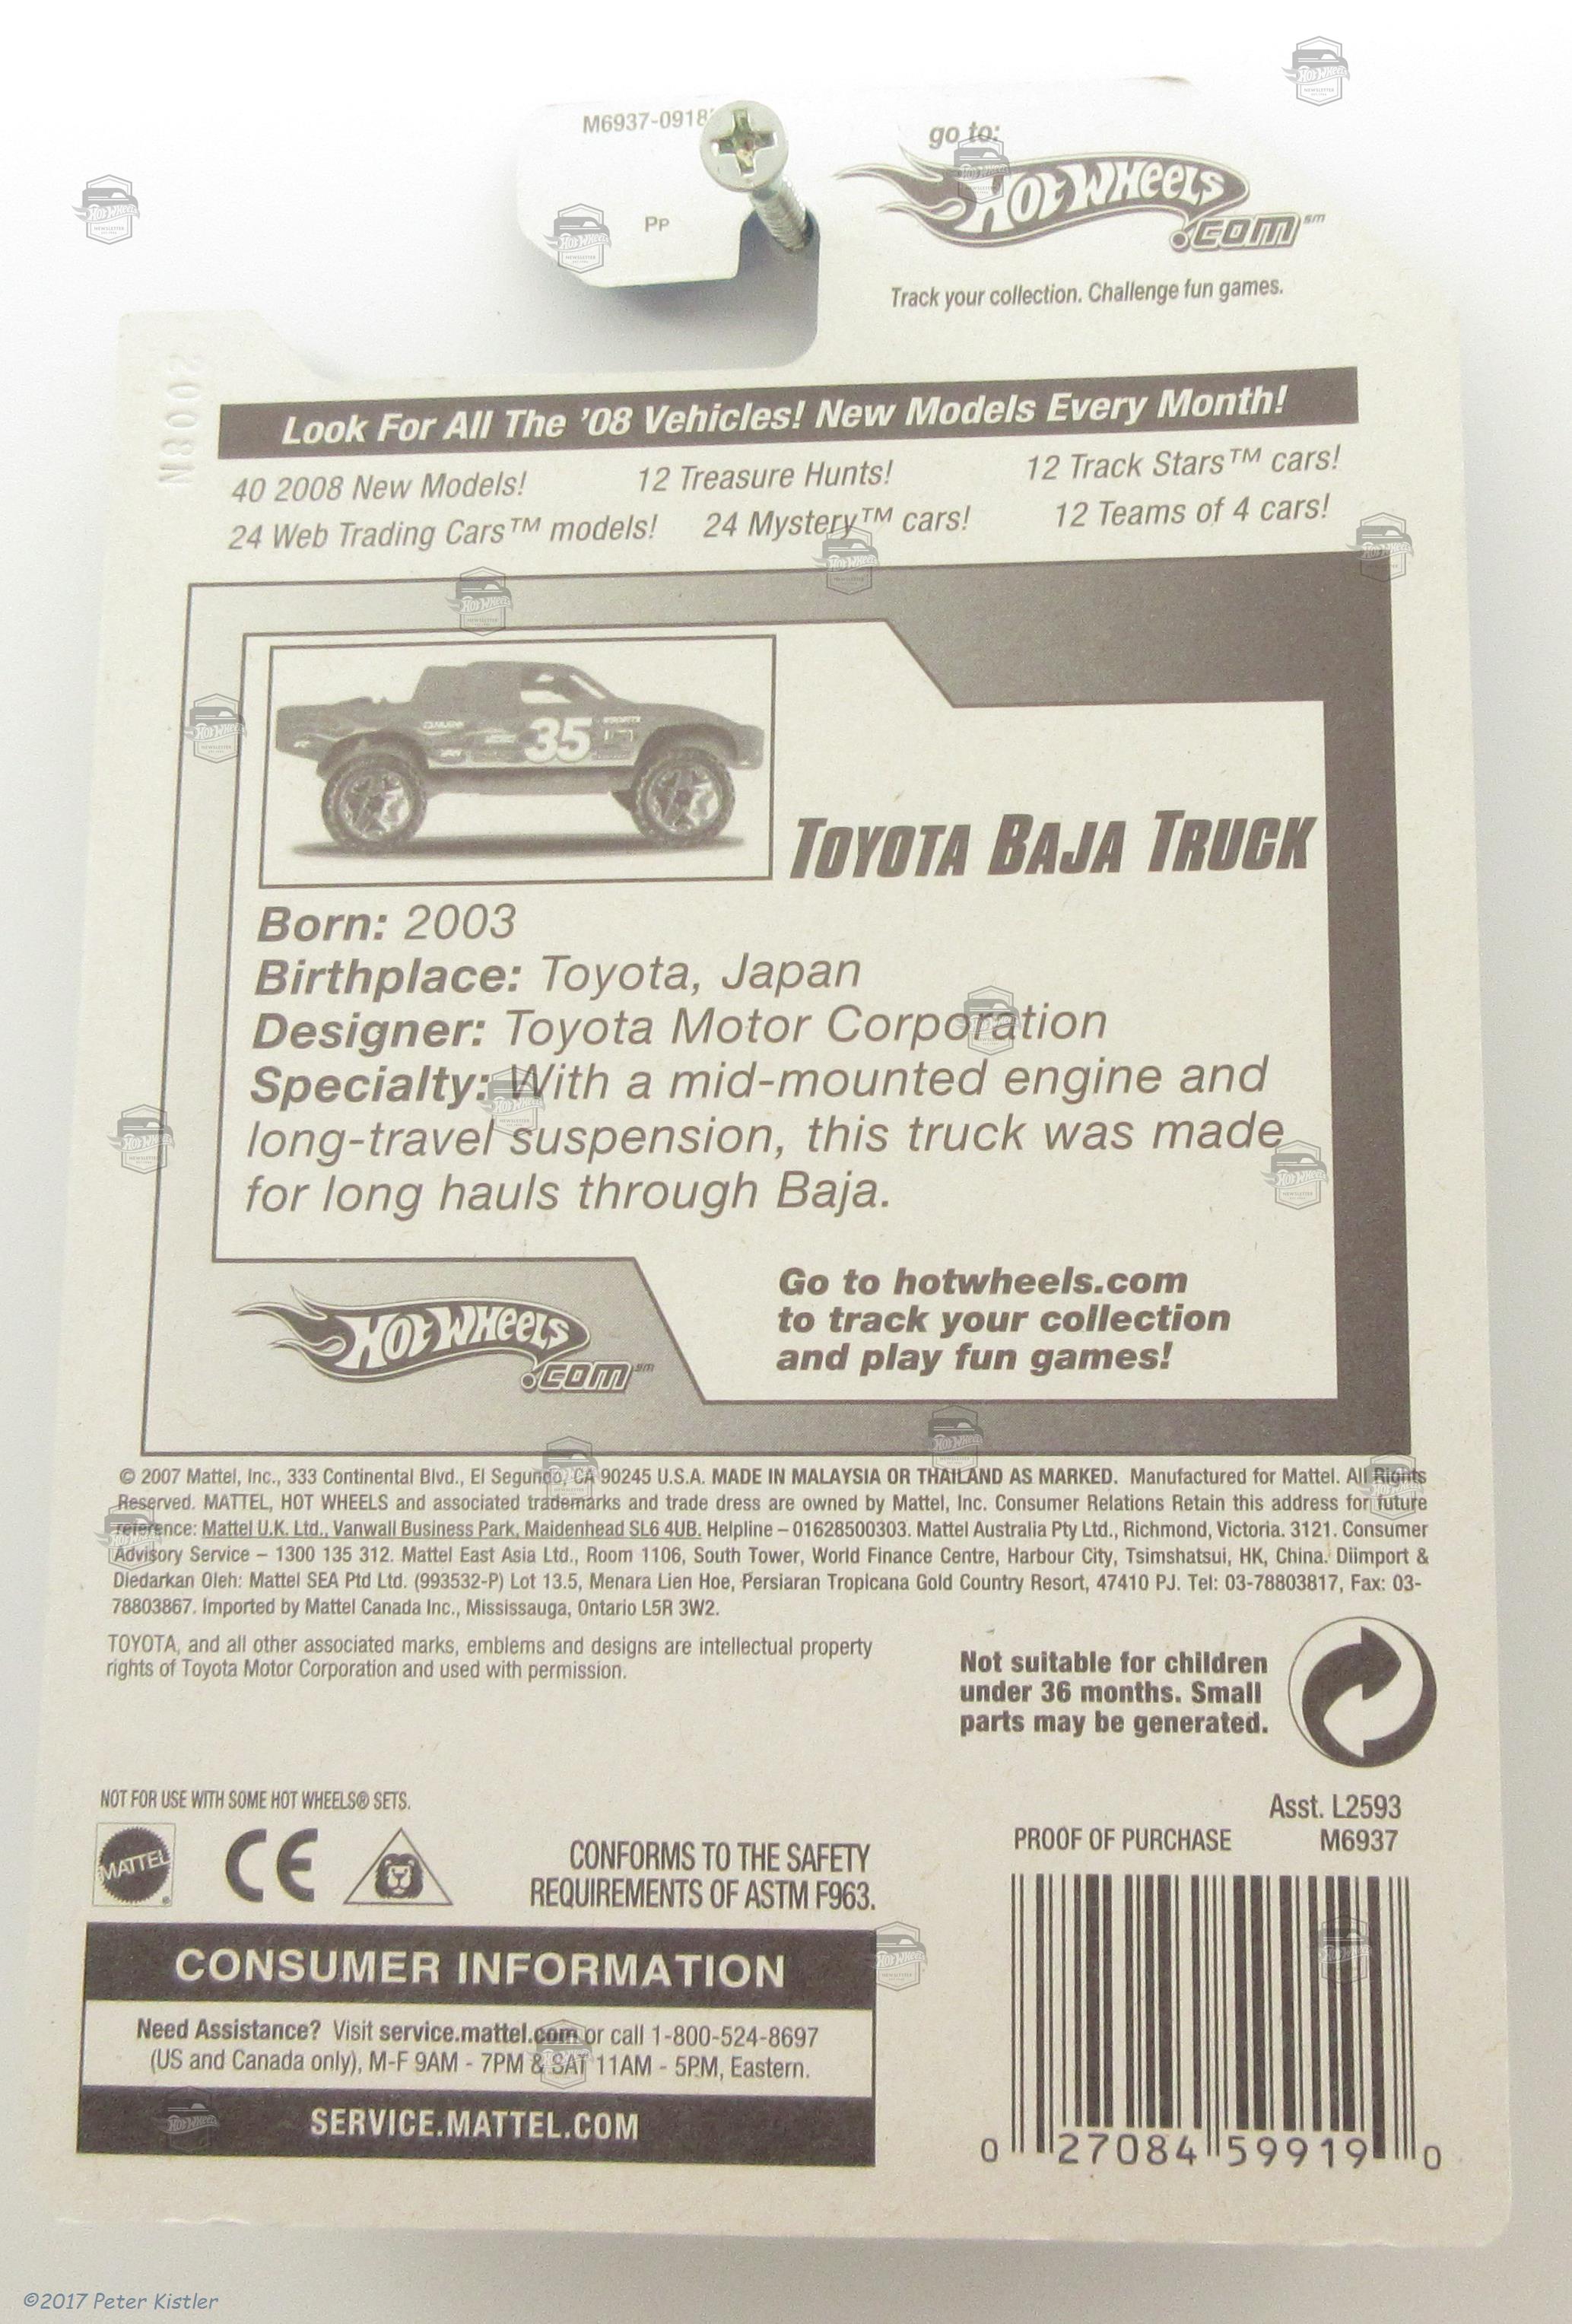 M6937-0918
Pp
go to:
Hot Wheels
.com℠
Track your collection. Challenge fun games.
2008N
Look For All The '08 Vehicles! New Models Every Month!
40 2008 New Models! 12 Treasure Hunts! 12 Track Stars™ cars!
24 Web Trading Cars™ models! 24 Mystery™ cars! 12 Teams of 4 cars!
35
TOYOTA BAJA TRUCK
Born: 2003
Birthplace: Toyota, Japan
Designer: Toyota Motor Corporation
Specialty: With a mid-mounted engine and
long-travel suspension, this truck was made
for long hauls through Baja.
Hot Wheels
.com℠
Go to hotwheels.com
to track your collection
and play fun games!
© 2007 Mattel, Inc., 333 Continental Blvd., El Segundo, CA 90245 U.S.A. MADE IN MALAYSIA OR THAILAND AS MARKED. Manufactured for Mattel. All Rights
Reserved. MATTEL, HOT WHEELS and associated trademarks and trade dress are owned by Mattel, Inc. Consumer Relations Retain this address for future
reference: Mattel U.K. Ltd., Vanwall Business Park, Maidenhead SL6 4UB. Helpline – 01628500303. Mattel Australia Pty Ltd., Richmond, Victoria. 3121. Consumer
Advisory Service – 1300 135 312. Mattel East Asia Ltd., Room 1106, South Tower, World Finance Centre, Harbour City, Tsimshatsui, HK, China. Diimport &
Diedarkan Oleh: Mattel SEA Ptd Ltd. (993532-P) Lot 13.5, Menara Lien Hoe, Persiaran Tropicana Gold Country Resort, 47410 PJ. Tel: 03-78803817, Fax: 03-
78803867. Imported by Mattel Canada Inc., Mississauga, Ontario L5R 3W2.
TOYOTA, and all other associated marks, emblems and designs are intellectual property
rights of Toyota Motor Corporation and used with permission.
Not suitable for children
under 36 months. Small
parts may be generated.
NOT FOR USE WITH SOME HOT WHEELS® SETS.
MATTEL
®
CE
CONFORMS TO THE SAFETY
REQUIREMENTS OF ASTM F963.
Asst. L2593
PROOF OF PURCHASE M6937
CONSUMER INFORMATION
Need Assistance? Visit service.mattel.com or call 1-800-524-8697
(US and Canada only), M-F 9AM - 7PM & SAT 11AM - 5PM, Eastern.
SERVICE.MATTEL.COM
0 27084 59919 0
©2017 Peter Kistler